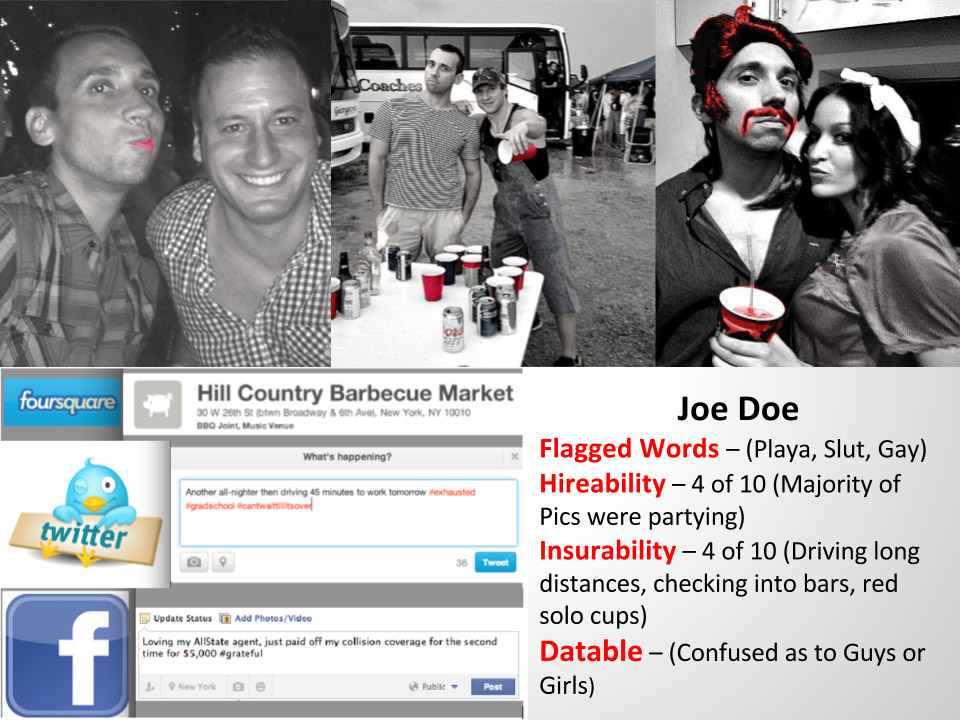 Coaches
Coors
foursquare
Hill Country Barbecue Market
30 W 26th St (btwn Broadway & 6th Ave), New York, NY 10010
BBQ Joint, Music Venue
What's happening?
×
Another all-nighter then driving 45 minutes to work tomorrow #exhausted
#gradschool #cantwaittillitsover
36 Tweet
twitter
f
Update Status Add Photos/Video
Loving my AllState agent, just paid off my collision coverage for the second
time for $5,000 #grateful
New York Public Post
Joe Doe
Flagged Words – (Playa, Slut, Gay)
Hireability – 4 of 10 (Majority of
Pics were partying)
Insurability – 4 of 10 (Driving long
distances, checking into bars, red
solo cups)
Datable – (Confused as to Guys or
Girls)